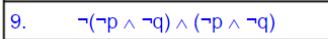 9. ¬(¬p ∧ ¬q) ∧ (¬p ∧ ¬q)